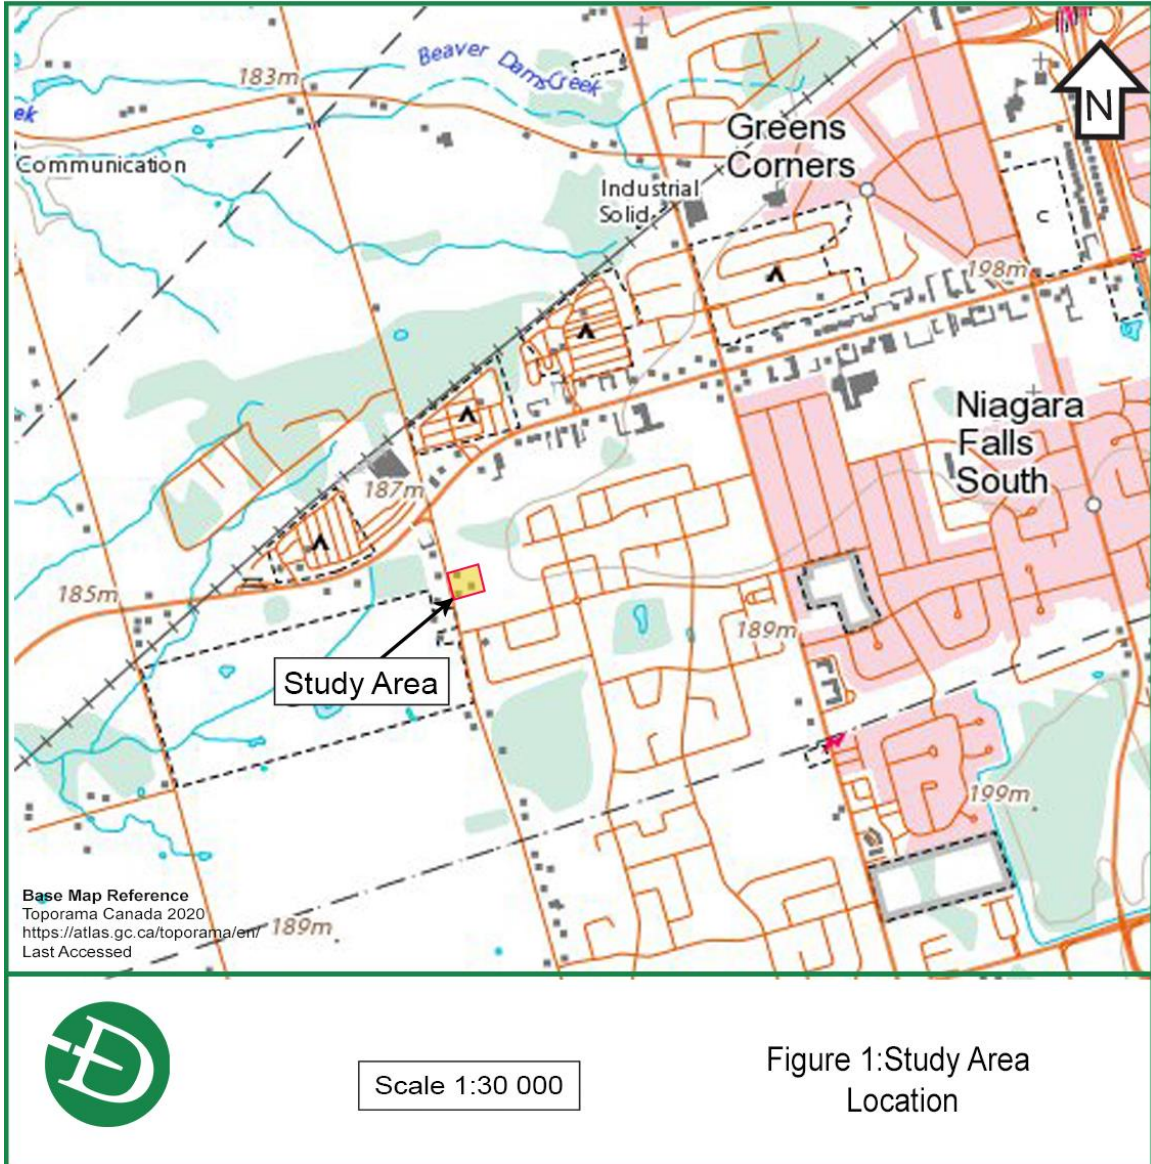 Beaver Dams Creek
183m
N
ek
Greens
Corners
Communication
Industrial
Solid
C
198m
Niagara
Falls
South
187m
185m
189m
Study Area
199m
Base Map Reference
Toporama Canada 2020
https://atlas.gc.ca/toporama/en/
Last Accessed
189m
D
Scale 1:30 000
Figure 1:Study Area
Location